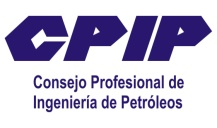 CPIP
Consejo Profesional de
Ingeniería de Petróleos